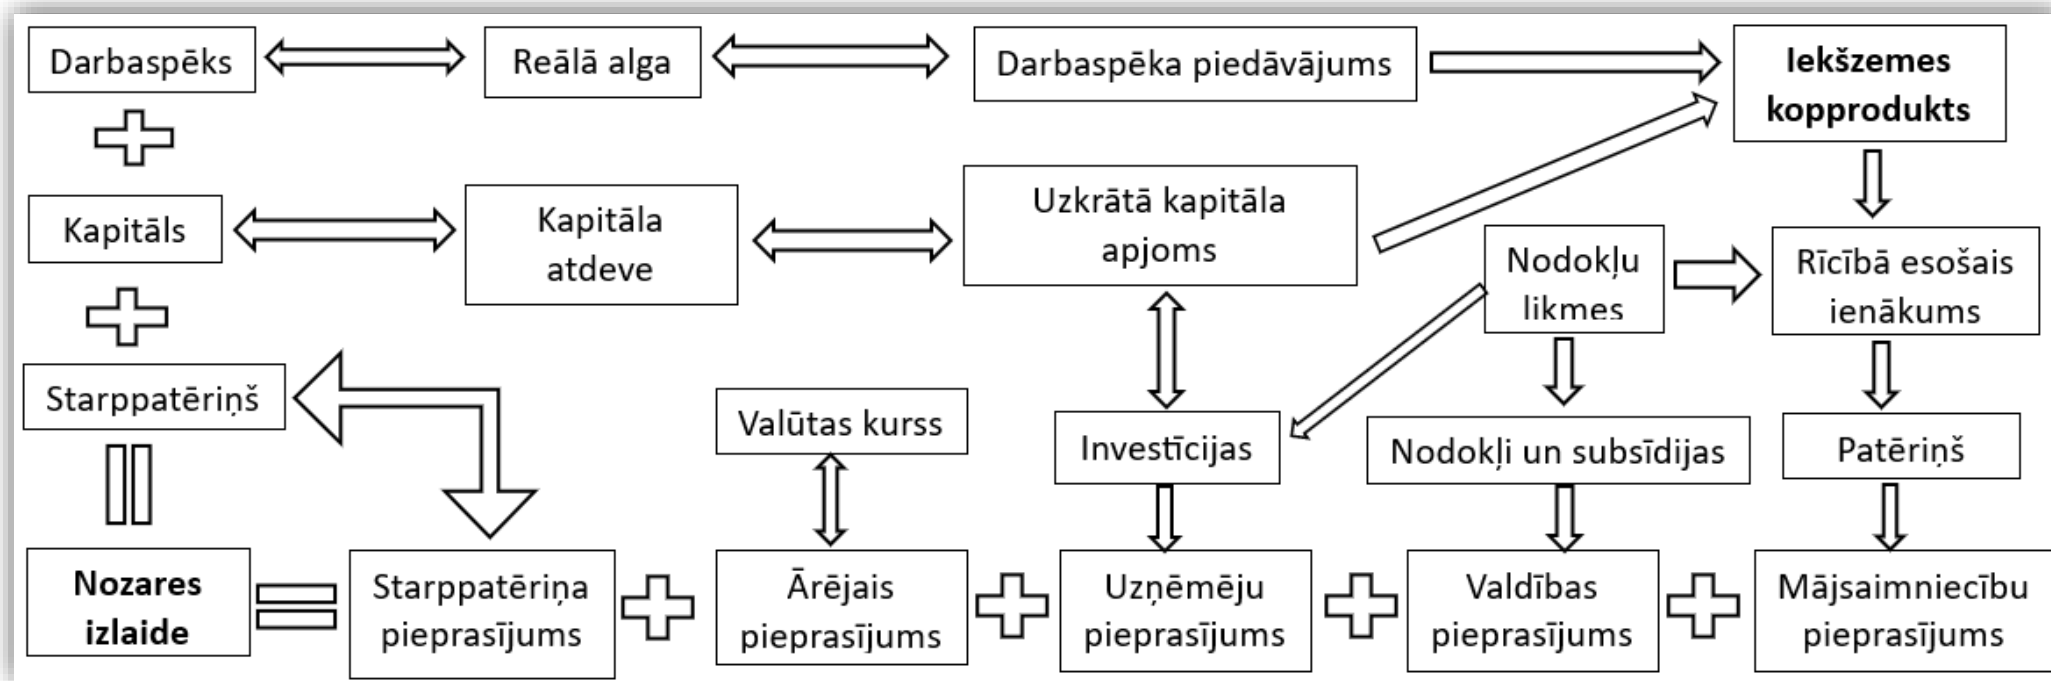 Darbaspēks
Reālā alga
Darbaspēka piedāvājums
Iekšzemes
kopprodukts
Kapitāls
Kapitāla
atdeve
Uzkrātā kapitāla
apjoms
Nodokļu
likmes
Rīcībā esošais
ienākums
Starppatēriņš
Valūtas kurss
Investīcijas
Nodokļi un subsīdijas
Patēriņš
Nozares
izlaide
Starppatēriņa
pieprasījums
Ārējais
pieprasījums
Uzņēmēju
pieprasījums
Valdības
pieprasījums
Mājsaimniecību
pieprasījums